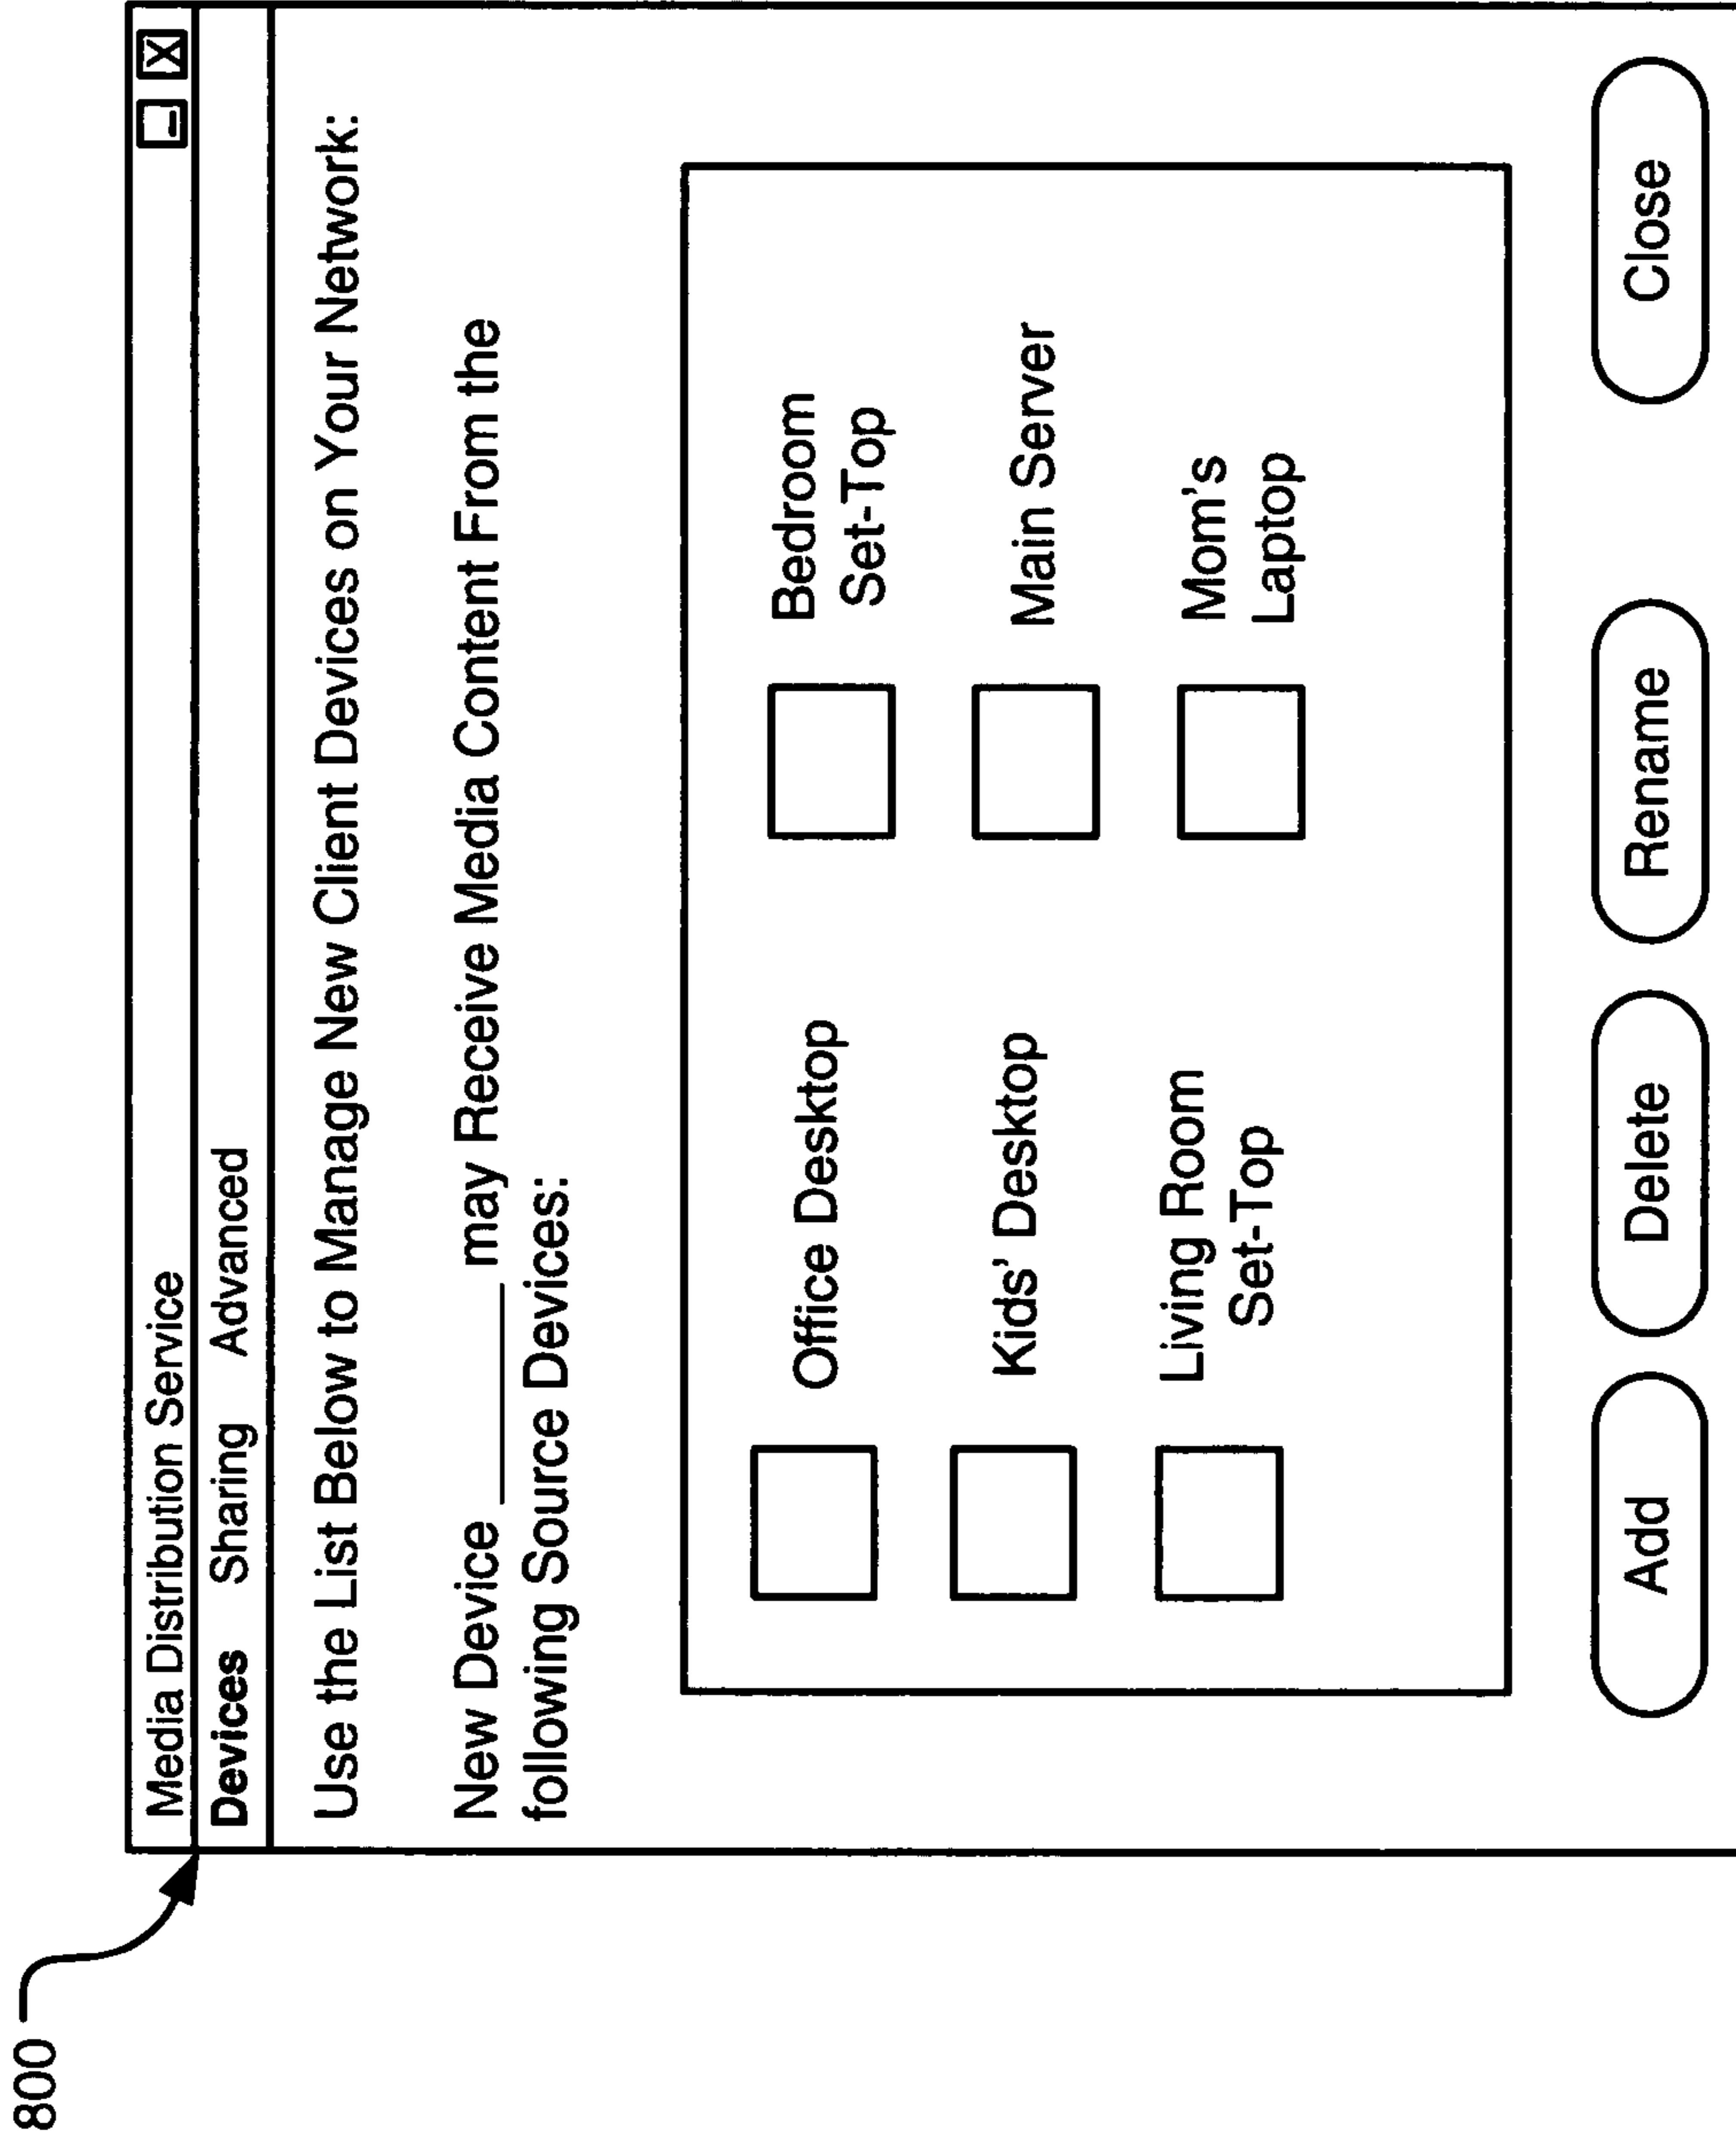 800
Media Distribution Service
_ X
Devices Sharing Advanced
Use the List Below to Manage New Client Devices on Your Network:
New Device ________ may Receive Media Content From the
following Source Devices:
Office Desktop
Bedroom
Set-Top
Kids' Desktop
Main Server
Living Room
Set-Top
Mom's
Laptop
Add
Delete
Rename
Close